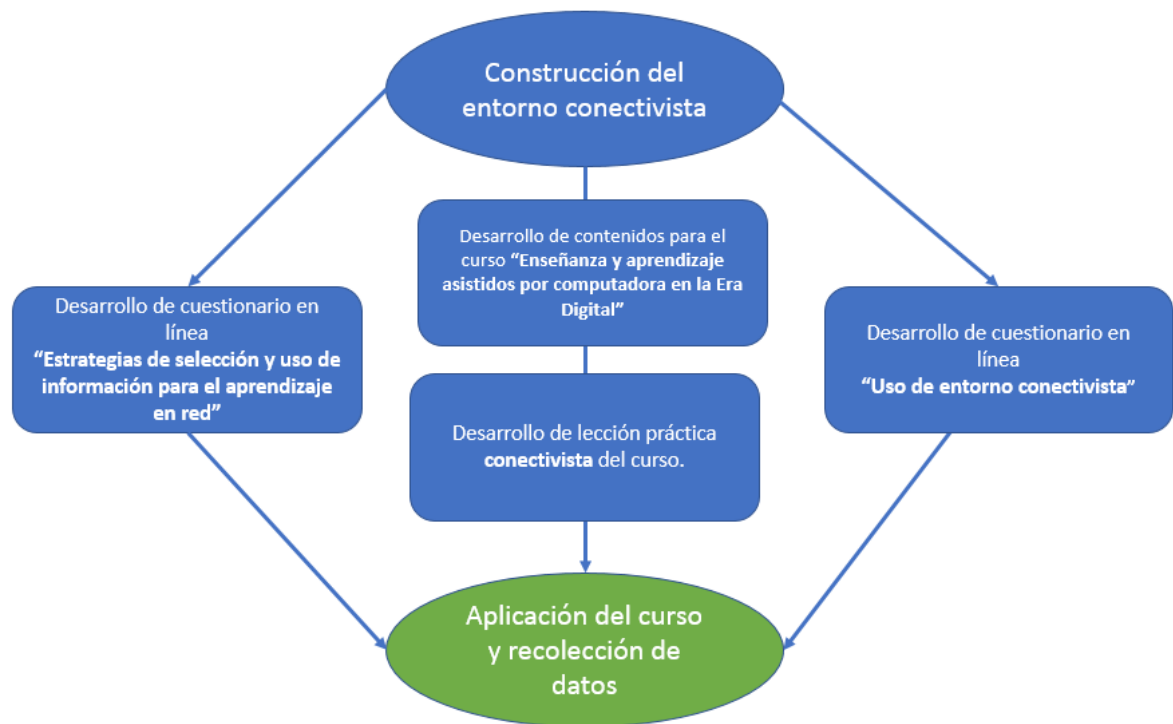 Construcción del
entorno conectivista
Desarrollo de contenidos para el
curso “Enseñanza y aprendizaje
asistidos por computadora en la Era
Digital”
Desarrollo de cuestionario en
línea
“Estrategias de selección y uso de
información para el aprendizaje
en red”
Desarrollo de cuestionario en
línea
“Uso de entorno conectivista”
Desarrollo de lección práctica
conectivista del curso.
Aplicación del curso
y recolección de
datos